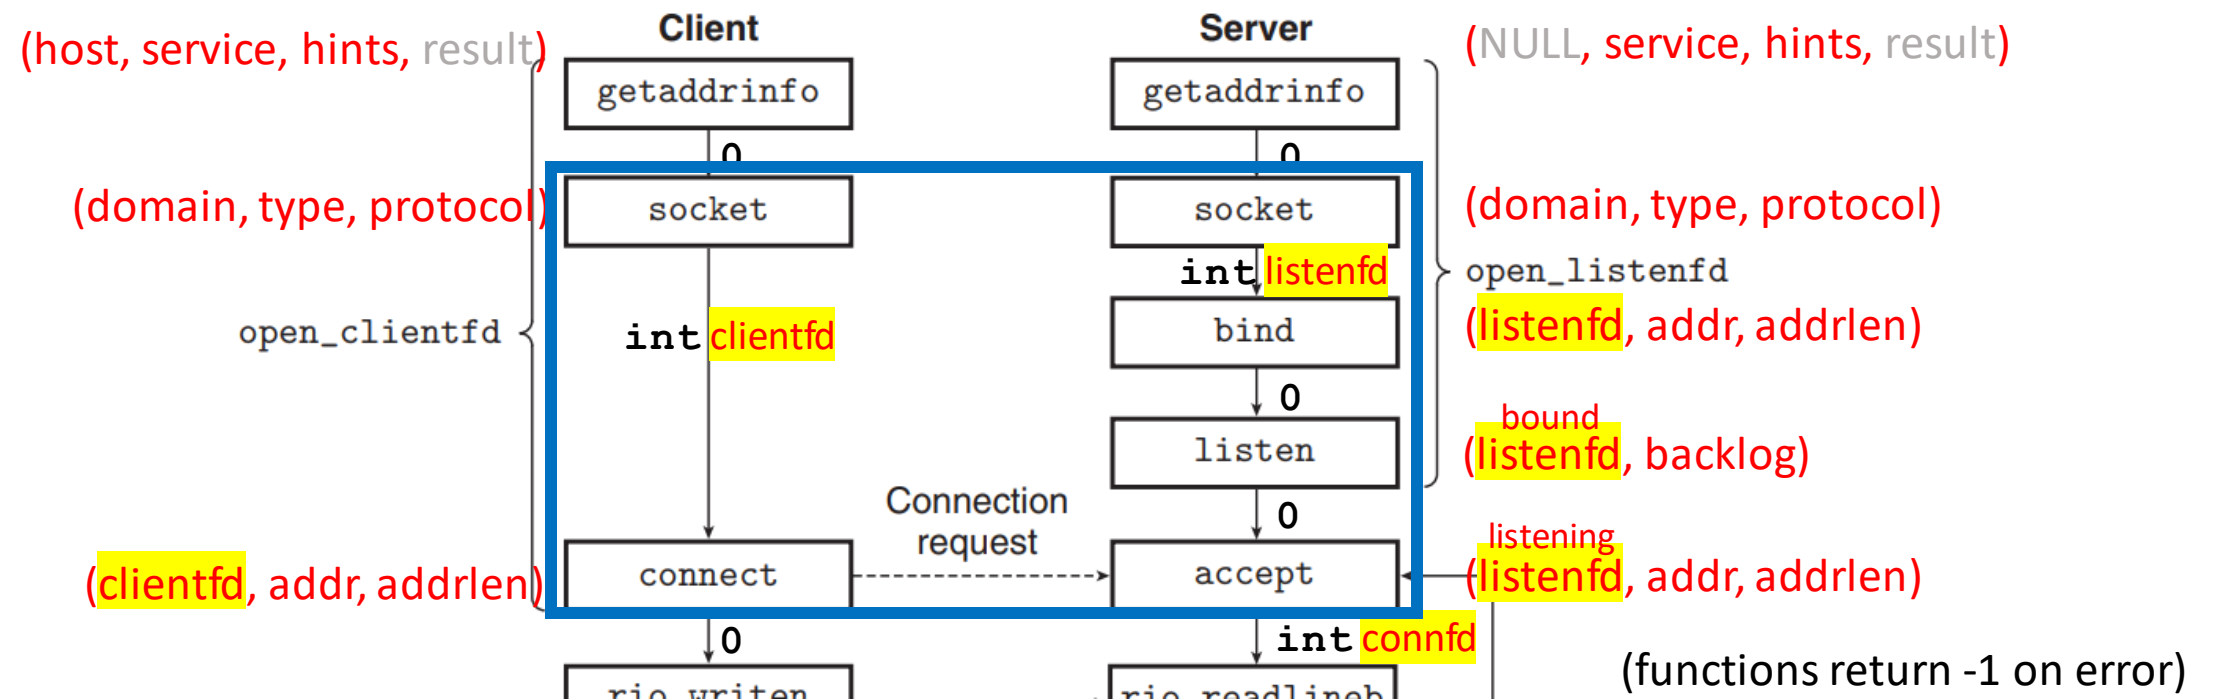 Client
Server
(host, service, hints, result)
(NULL, service, hints, result)
getaddrinfo
getaddrinfo
0
0
(domain, type, protocol)
socket
socket
(domain, type, protocol)
int listenfd
open_listenfd
open_clientfd
int clientfd
bind
(listenfd, addr, addrlen)
0
bound
listen
(listenfd, backlog)
Connection
request
0
listening
(clientfd, addr, addrlen)
connect
accept
(listenfd, addr, addrlen)
0
int connfd
(functions return -1 on error)
rio_writen
rio_readlineb